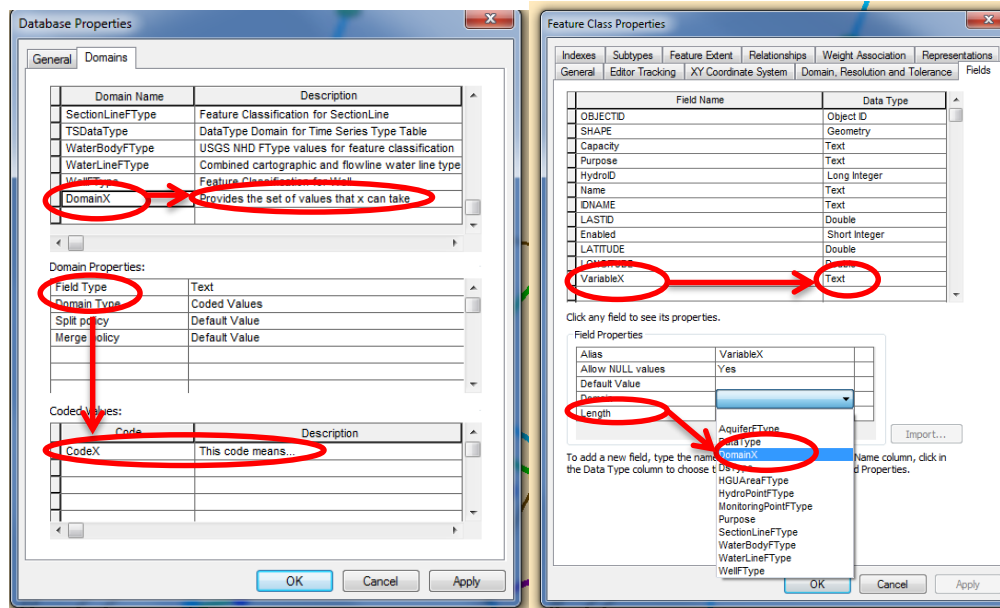 Database Properties
General Domains
Domain Name Description
SectionLineFType Feature Classification for SectionLine
TSDataType DataType Domain for Time Series Type Table
WaterBodyFType USGS NHD FType values for feature classification
WaterLineFType Combined cartographic and flowline water line type
WellFType Feature Classification for Well
DomainX Provides the set of values that x can take
Domain Properties:
Field Type Text
Domain Type Coded Values
Split policy Default Value
Merge policy Default Value
Coded Values:
Code Description
CodeX This code means...
OK Cancel Apply
Feature Class Properties
Indexes Subtypes Feature Extent Relationships Weight Association Representations
General Editor Tracking XY Coordinate System Domain, Resolution and Tolerance Fields
Field Name Data Type
OBJECTID Object ID
SHAPE Geometry
Capacity Text
Purpose Text
HydroID Long Integer
Name Text
IDNAME Text
LASTID Double
Enabled Short Integer
LATITUDE Double
LONGITUDE Double
VariableX Text
Click any field to see its properties.
Field Properties
Alias VariableX
Allow NULL values Yes
Default Value
Domain
Length
AquiferFType
DataType
DomainX
HGUAreaFType
HydroPointFType
MonitoringPointFType
Purpose
SectionLineFType
WaterBodyFType
WaterLineFType
WellFType
Import...
To add a new field, type the name Name column, click in
the Data Type column to choose d Properties.
OK Cancel Apply